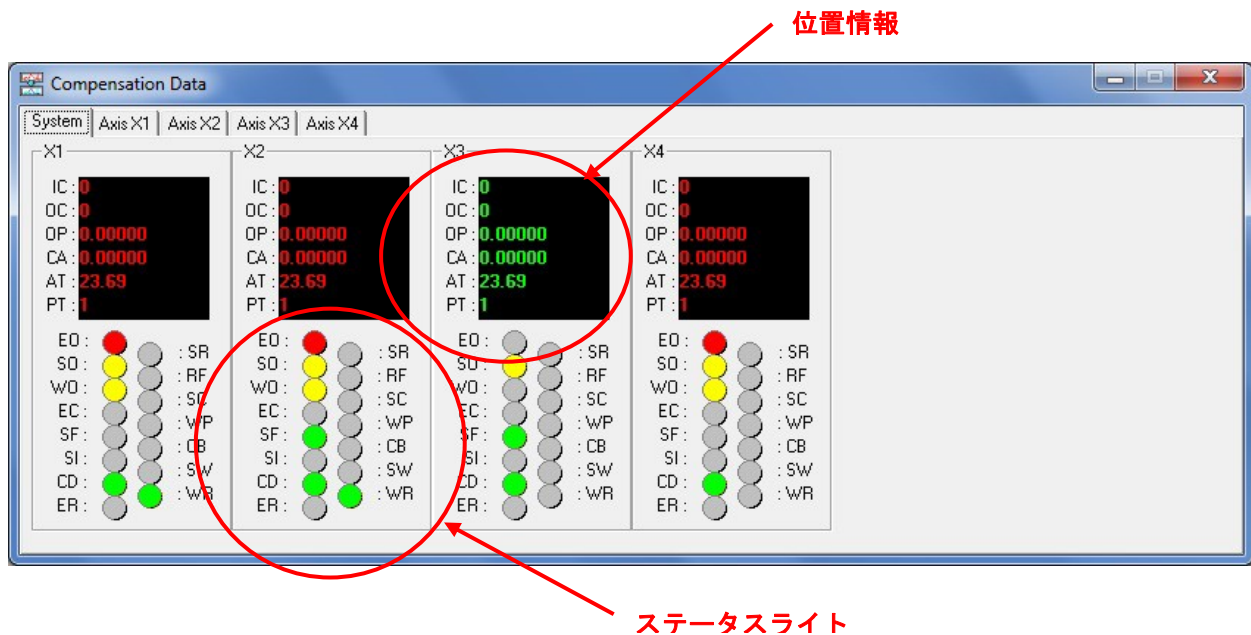 位置情報
Compensation Data
System Axis X1 Axis X2 Axis X3 Axis X4
X1
IC : 0
OC : 0
OP : 0.00000
CA : 0.00000
AT : 23.69
PT : 1
EO :
SO :
WO :
EC :
SF :
SI :
CD :
ER :
: SR
: RF
: SC
: WP
: CB
: SW
: WR
X2
IC : 0
OC : 0
OP : 0.00000
CA : 0.00000
AT : 23.69
PT : 1
EO :
SO :
WO :
EC :
SF :
SI :
CD :
ER :
: SR
: RF
: SC
: WP
: CB
: SW
: WR
X3
IC : 0
OC : 0
OP : 0.00000
CA : 0.00000
AT : 23.69
PT : 1
EO :
SO :
WO :
EC :
SF :
SI :
CD :
ER :
: SR
: RF
: SC
: WP
: CB
: SW
: WR
X4
IC : 0
OC : 0
OP : 0.00000
CA : 0.00000
AT : 23.69
PT : 1
EO :
SO :
WO :
EC :
SF :
SI :
CD :
ER :
: SR
: RF
: SC
: WP
: CB
: SW
: WR
ステータスライト